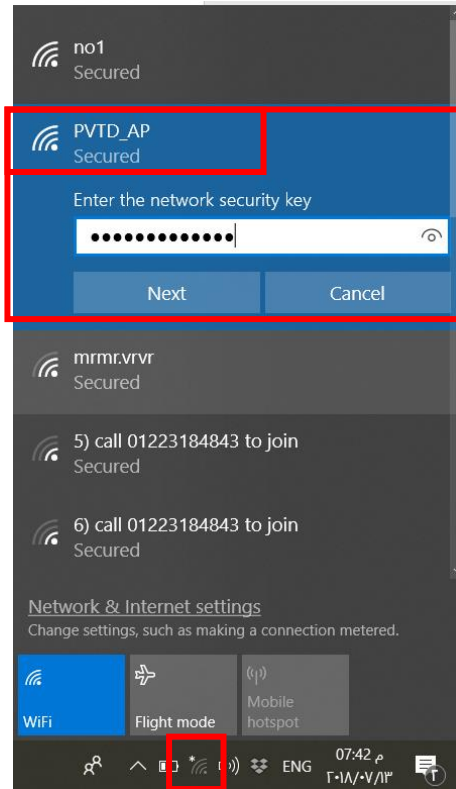 no1
Secured
PVTD_AP
Secured
Enter the network security key
•••••••••••••
Next
Cancel
mrmr.vrvr
Secured
5) call 01223184843 to join
Secured
6) call 01223184843 to join
Secured
Network & Internet settings
Change settings, such as making a connection metered.
WiFi
Flight mode
Mobile
hotspot
ENG
07:42 م
٢٠١٨/٠٧/١٣
٢